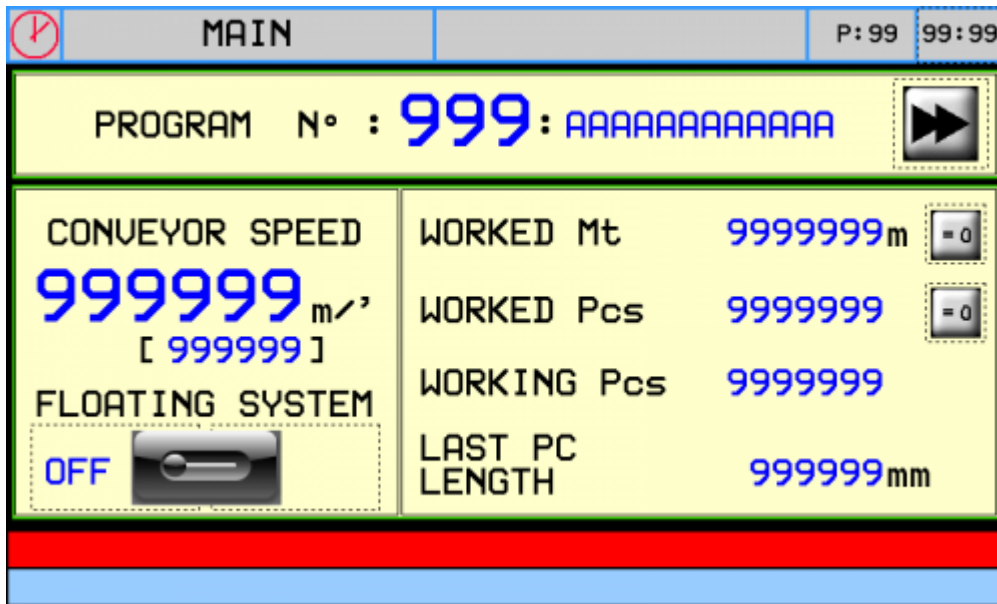 MAIN P:99 99:99
PROGRAM N° : 999: AAAAAAAAAAAA
CONVEYOR SPEED
999999 m/’
[ 999999 ]
FLOATING SYSTEM
OFF
WORKED Mt 9999999m = 0
WORKED Pcs 9999999 = 0
WORKING Pcs 9999999
LAST PC
LENGTH 999999mm